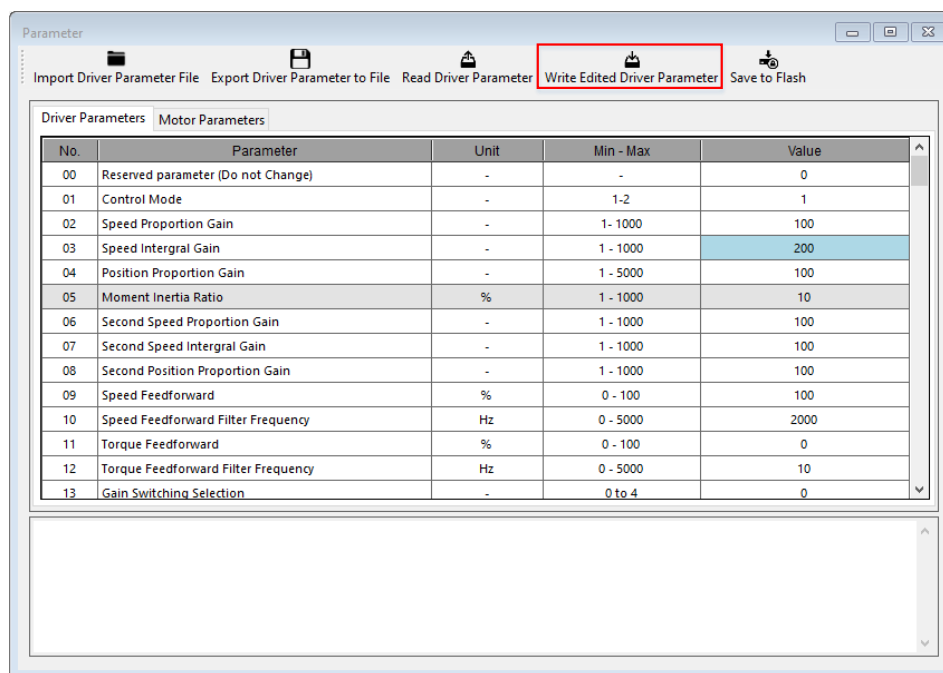 Parameter
Import Driver Parameter File Export Driver Parameter to File Read Driver Parameter Write Edited Driver Parameter Save to Flash
Driver Parameters Motor Parameters
No. Parameter Unit Min - Max Value
00 Reserved parameter (Do not Change) - - 0
01 Control Mode - 1-2 1
02 Speed Proportion Gain - 1- 1000 100
03 Speed Intergral Gain - 1 - 1000 200
04 Position Proportion Gain - 1 - 5000 100
05 Moment Inertia Ratio % 1 - 1000 10
06 Second Speed Proportion Gain - 1 - 1000 100
07 Second Speed Intergral Gain - 1 - 1000 100
08 Second Position Proportion Gain - 1 - 1000 100
09 Speed Feedforward % 0 - 100 100
10 Speed Feedforward Filter Frequency Hz 0 - 5000 2000
11 Torque Feedforward % 0 - 100 0
12 Torque Feedforward Filter Frequency Hz 0 - 5000 10
13 Gain Switching Selection - 0 to 4 0